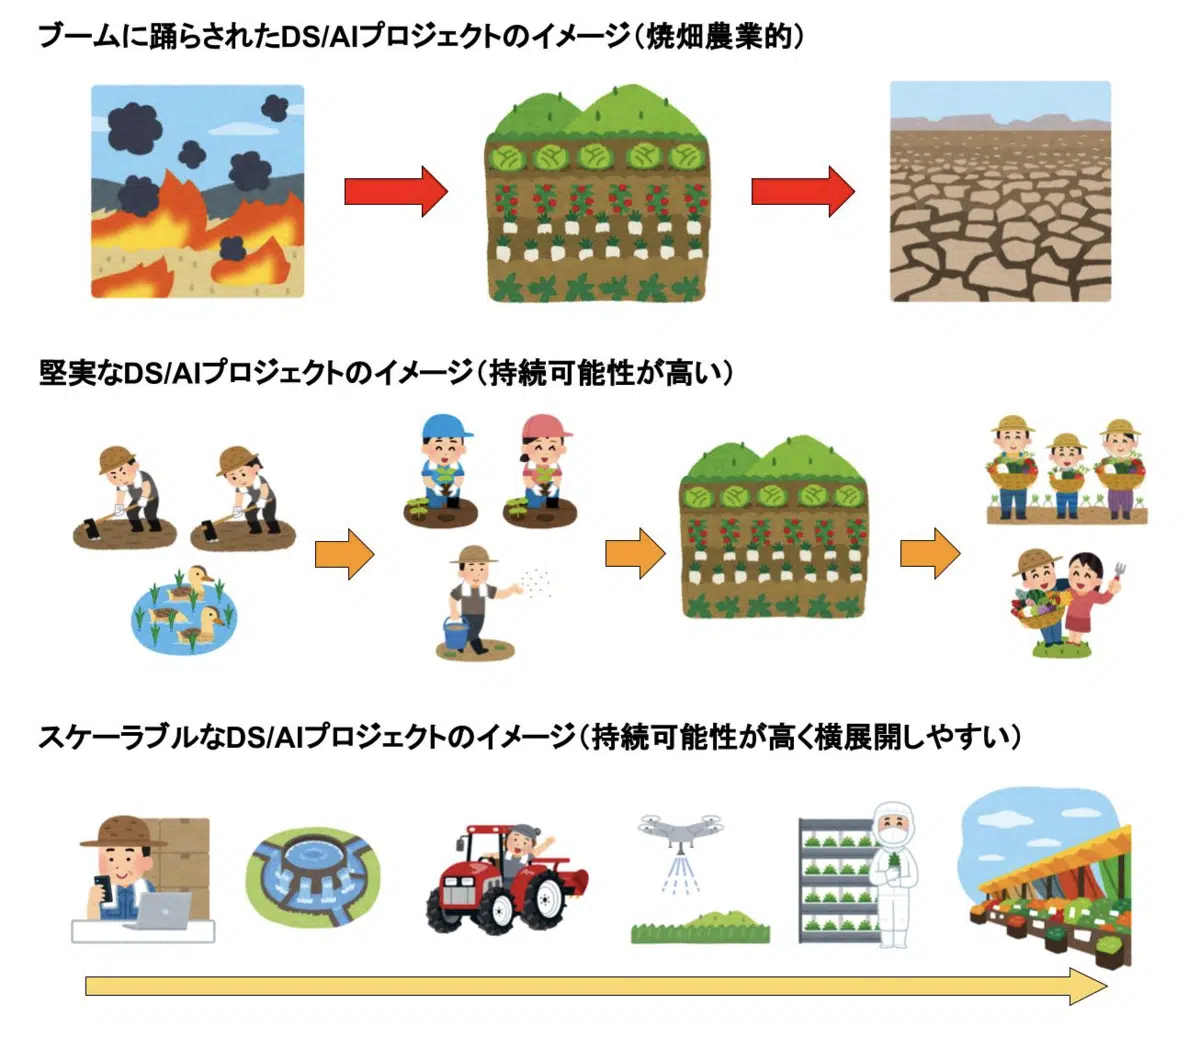 ブームに踊らされたDS/AIプロジェクトのイメージ（焼畑農業的）
堅実なDS/AIプロジェクトのイメージ（持続可能性が高い）
スケーラブルなDS/AIプロジェクトのイメージ（持続可能性が高く横展開しやすい）